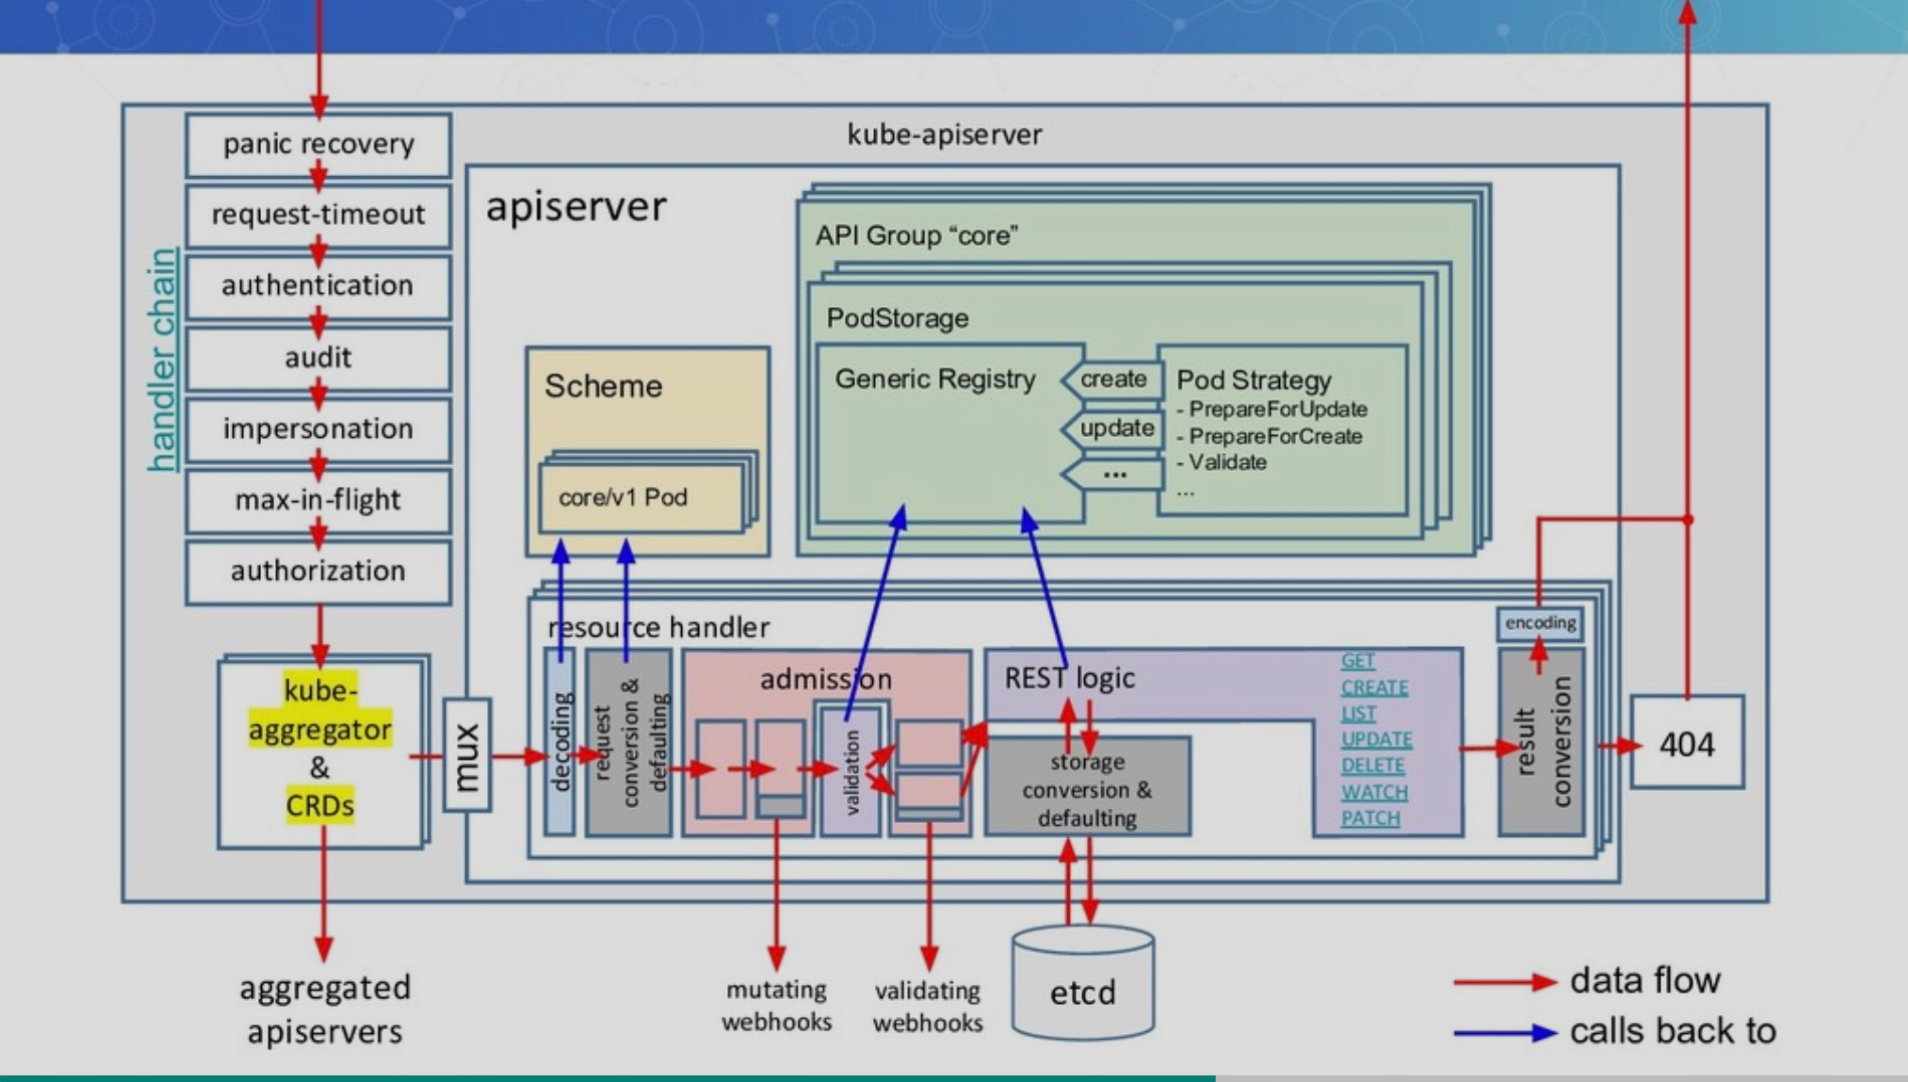 kube-apiserver
panic recovery
request-timeout
authentication
audit
impersonation
max-in-flight
authorization
handler chain
kube-
aggregator
&
CRDs
mux
aggregated
apiservers
apiserver
Scheme
core/v1 Pod
API Group “core”
PodStorage
Generic Registry
create
update
...
Pod Strategy
- PrepareForUpdate
- PrepareForCreate
- Validate
...
resource handler
decoding
request
conversion &
defaulting
admission
validation
mutating
webhooks
validating
webhooks
REST logic
storage
conversion &
defaulting
etcd
GET
CREATE
LIST
UPDATE
DELETE
WATCH
PATCH
encoding
result
conversion
404
data flow
calls back to